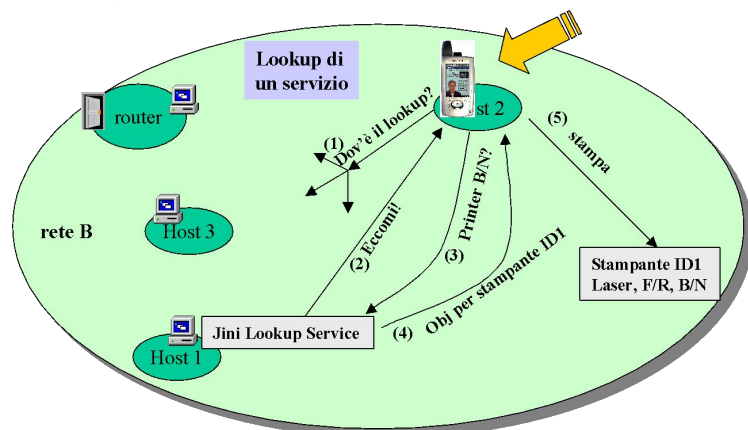 Lookup di
un servizio
router
st 2
(1)
Dov'è il lookup?
(5)
stampa
rete B
Host 3
(2) Eccomi!
(3)
Printer B/N?
Stampante ID1
Laser, F/R, B/N
Jini Lookup Service
(4)
Obj per stampante ID1
Host 1